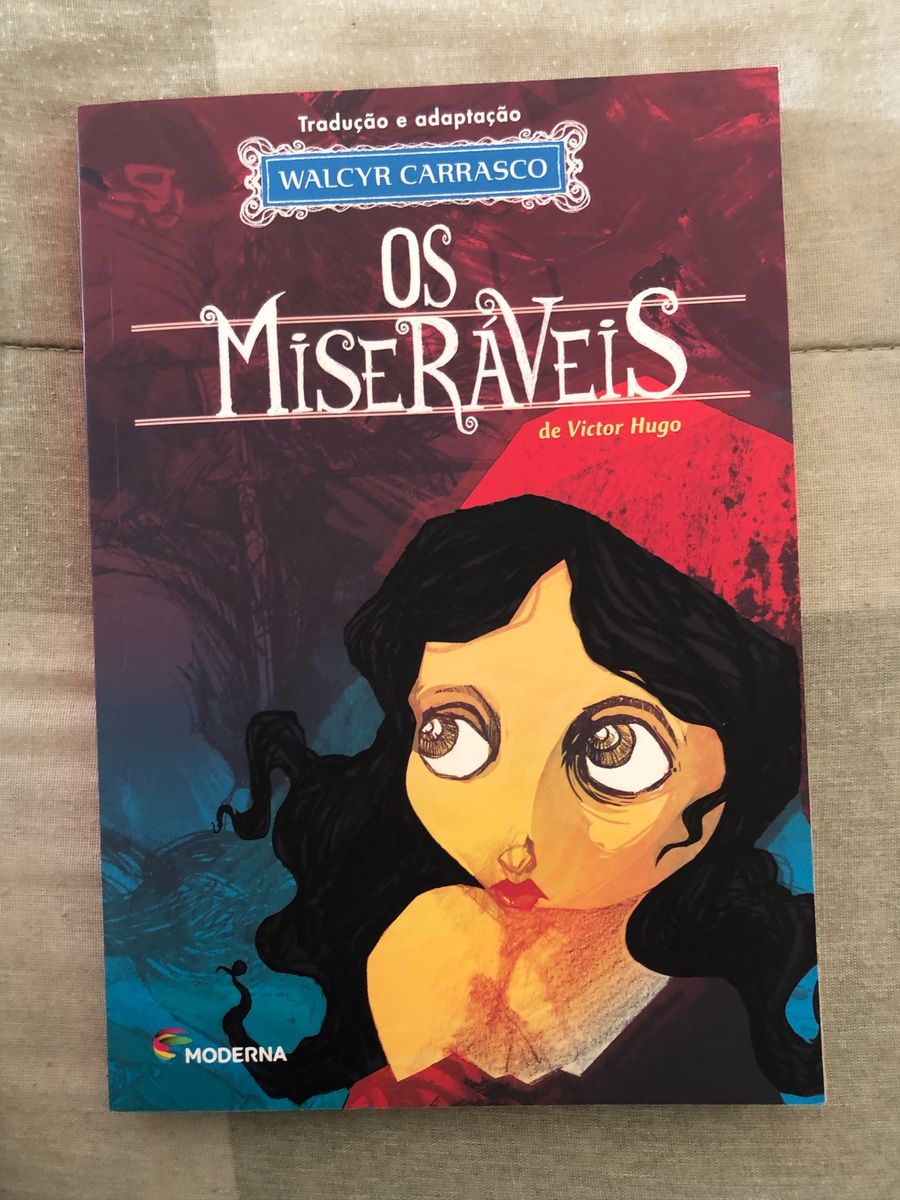 Tradução e adaptação
WALCYR CARRASCO
OS
MISERÁVEIS
de Victor Hugo
MODERNA